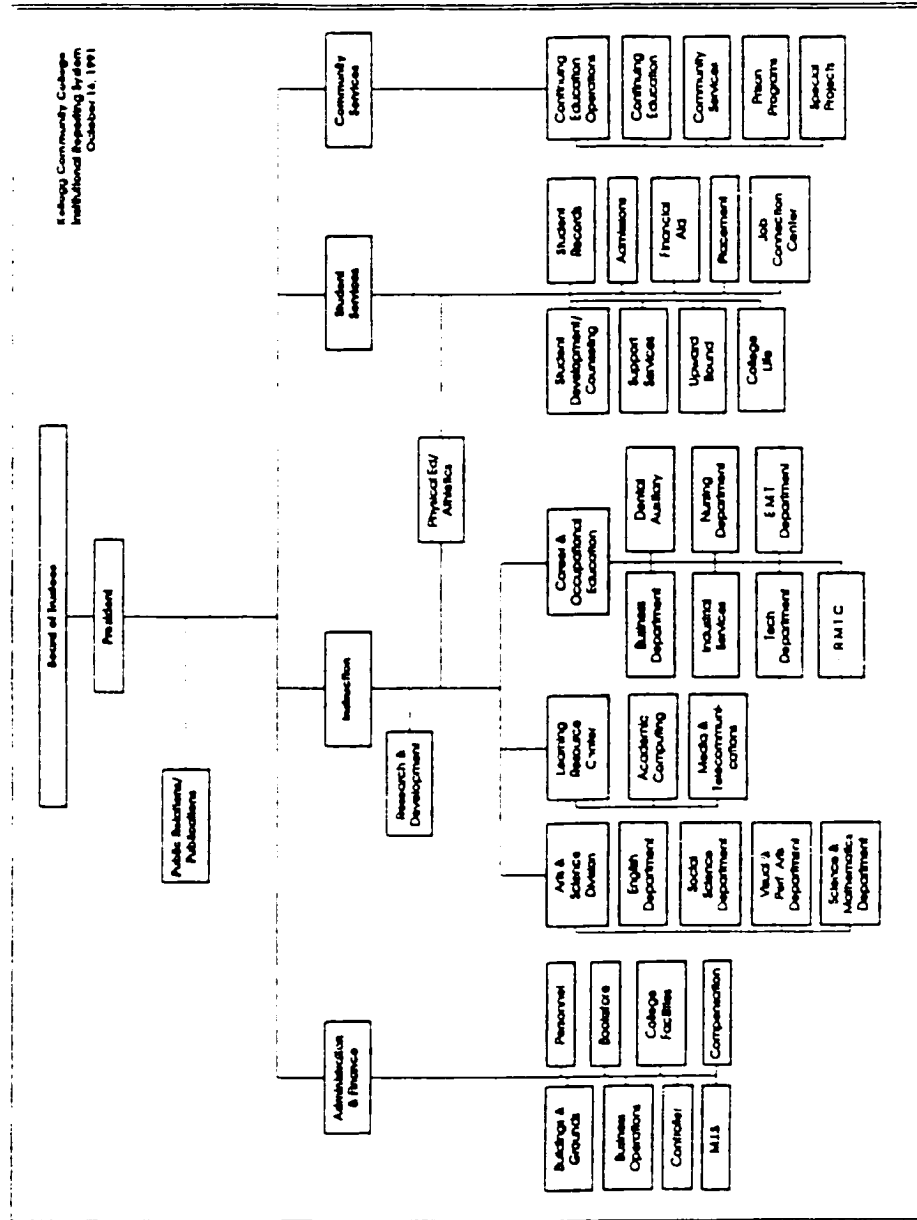 Kellogg Community College
Institutional Reporting System
October 16, 1991
Board of Trustees
President
Public Relations/
Publications
Administration
& Finance
Instruction
Student
Services
Community
Services
Research &
Development
Physical Ed/
Athletics
Buildings &
Grounds
Business
Operations
Controller
M.I.S
Personnel
Bookstore
College
Facilities
Compensation
Arts &
Science
Division
English
Department
Social
Science
Department
Visual &
Perf Arts
Department
Science &
Mathematics
Department
Learning
Resource
Center
Academic
Computing
Media &
Telecommuni-
cations
Career &
Occupational
Education
Business
Department
Industrial
Services
Tech
Department
R M T C
Dental
Auxiliary
Nursing
Department
E M T
Department
Student
Development/
Counseling
Support
Services
Upward
Bound
College
Life
Student
Records
Admissions
Financial
Aid
Placement
Job
Connection
Center
Continuing
Education
Operations
Continuing
Education
Community
Services
Prison
Programs
Special
Project